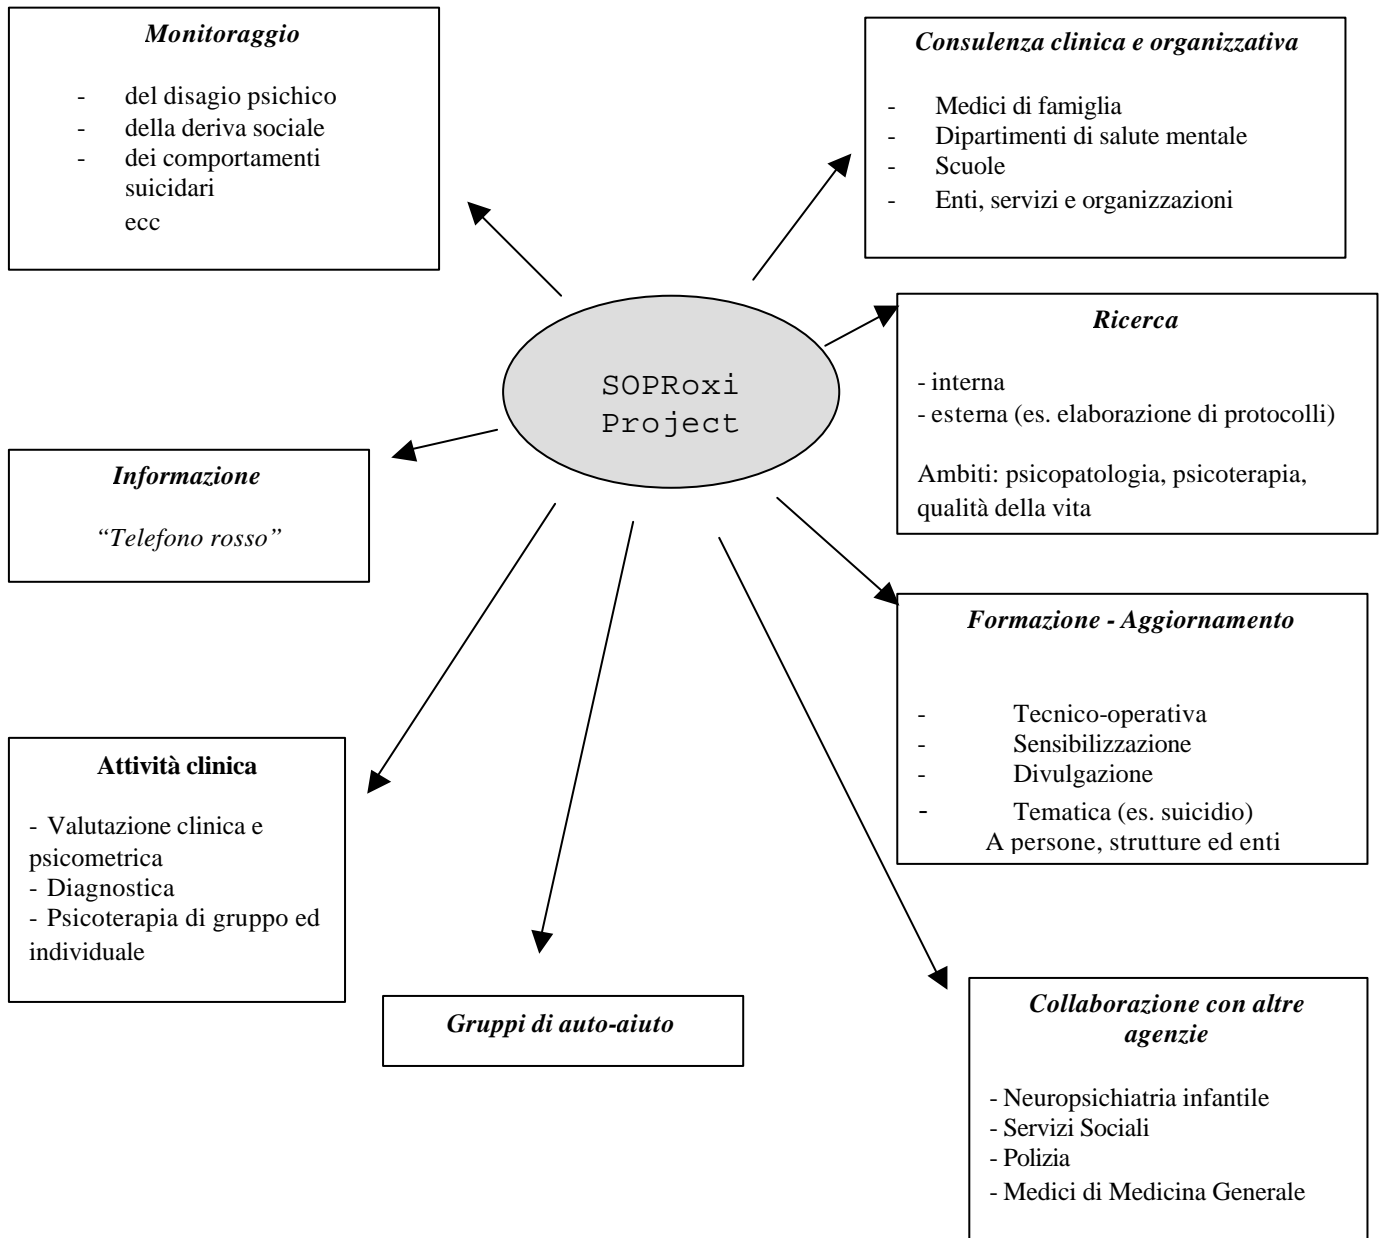 Monitoraggio
- del disagio psichico
- della deriva sociale
- dei comportamenti
suicidari
ecc
Consulenza clinica e organizzativa
- Medici di famiglia
- Dipartimenti di salute mentale
- Scuole
- Enti, servizi e organizzazioni
SOPRoxi
Project
Ricerca
- interna
- esterna (es. elaborazione di protocolli)
Ambiti: psicopatologia, psicoterapia,
qualità della vita
Informazione
“Telefono rosso”
Formazione - Aggiornamento
- Tecnico-operativa
- Sensibilizzazione
- Divulgazione
- Tematica (es. suicidio)
A persone, strutture ed enti
Attività clinica
- Valutazione clinica e
psicometrica
- Diagnostica
- Psicoterapia di gruppo ed
individuale
Gruppi di auto-aiuto
Collaborazione con altre
agenzie
- Neuropsichiatria infantile
- Servizi Sociali
- Polizia
- Medici di Medicina Generale